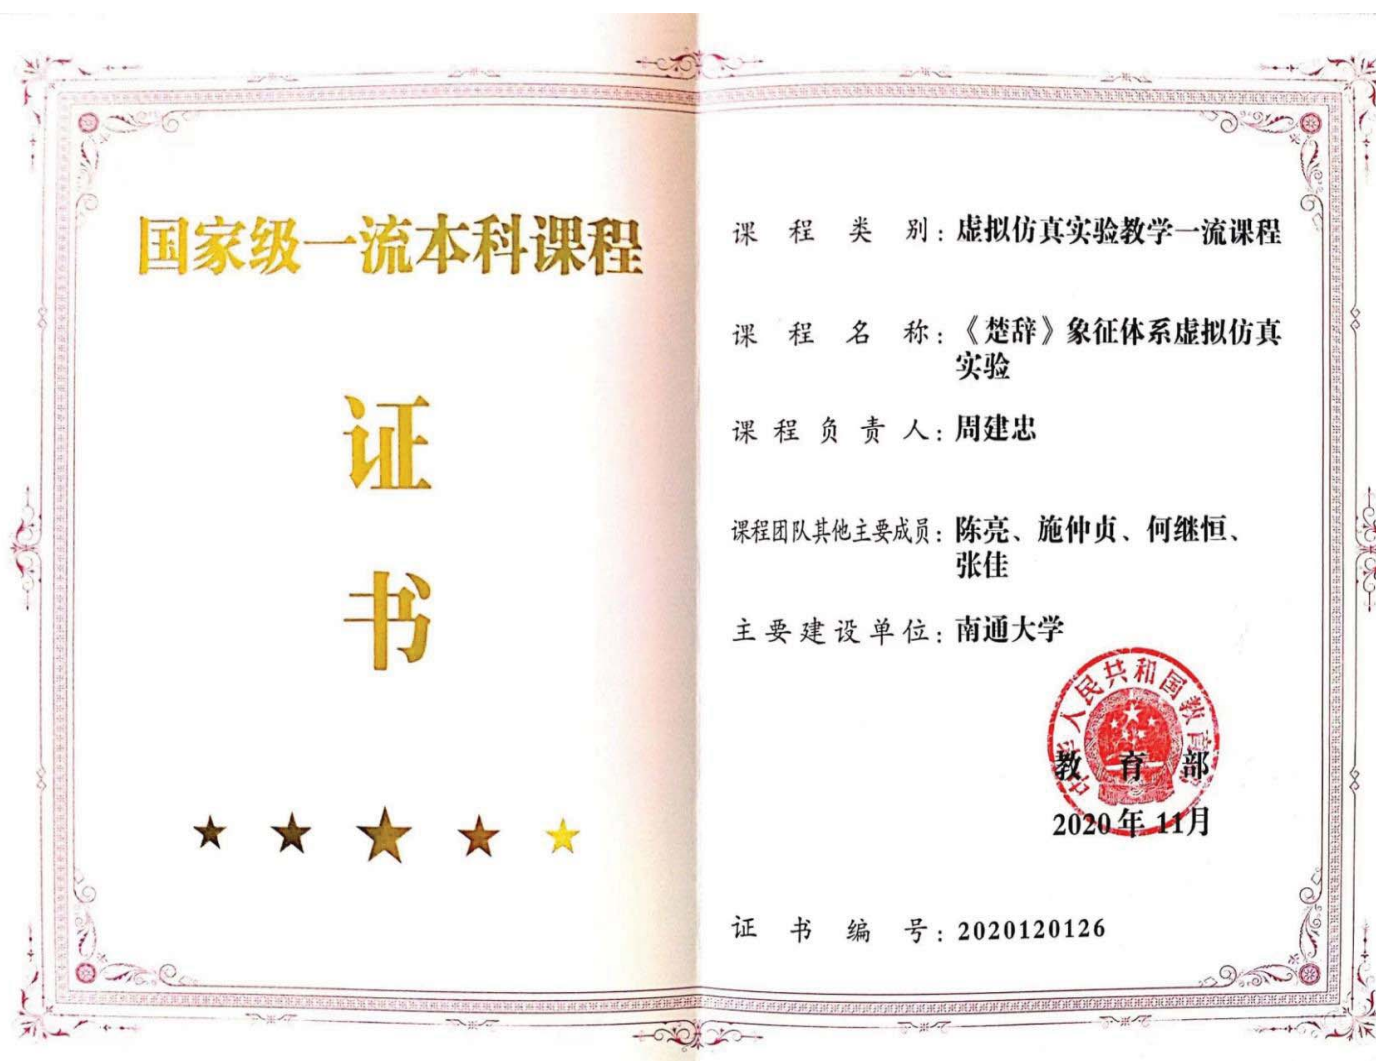 国家级一流本科课程
证
书
课程类别：虚拟仿真实验教学一流课程
课程名称：《楚辞》象征体系虚拟仿真
实验
课程负责人：周建忠
课程团队其他主要成员：陈亮、施仲贞、何继恒、
张佳
主要建设单位：南通大学
中华人民共和国教育部
教育部
2020年11月
证书编号：2020120126